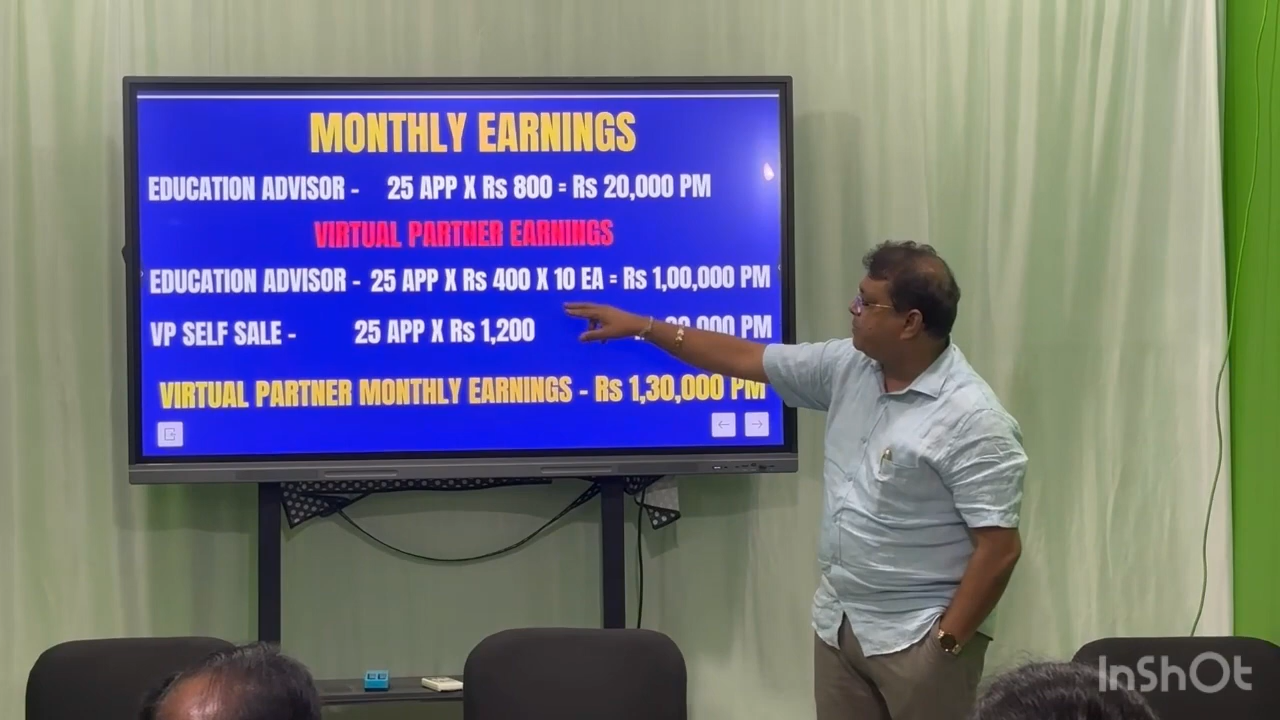 MONTHLY EARNINGS
EDUCATION ADVISOR - 25 APP X Rs 800 = Rs 20,000 PM
VIRTUAL PARTNER EARNINGS
EDUCATION ADVISOR - 25 APP X Rs 400 X 10 EA = Rs 1,00,000 PM
VP SELF SALE - 25 APP X Rs 1,200 PM
VIRTUAL PARTNER MONTHLY EARNINGS - Rs 1,30,000 PM
InShOt